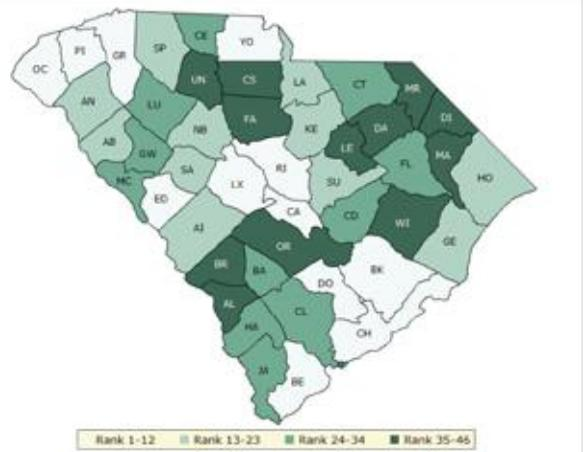 CE
YO
SP
PI
GR
OC
UN
CS
LA
CT
MR
AN
LU
FA
KE
DA
DI
NB
AB
GW
LE
MA
SA
RI
FL
MC
LX
SU
HO
ED
CA
CD
WI
AI
OR
GE
BR
BA
BK
DO
AL
CL
HA
CH
JA
BE
Rank 1-12 Rank 13-23 Rank 24-34 Rank 35-46